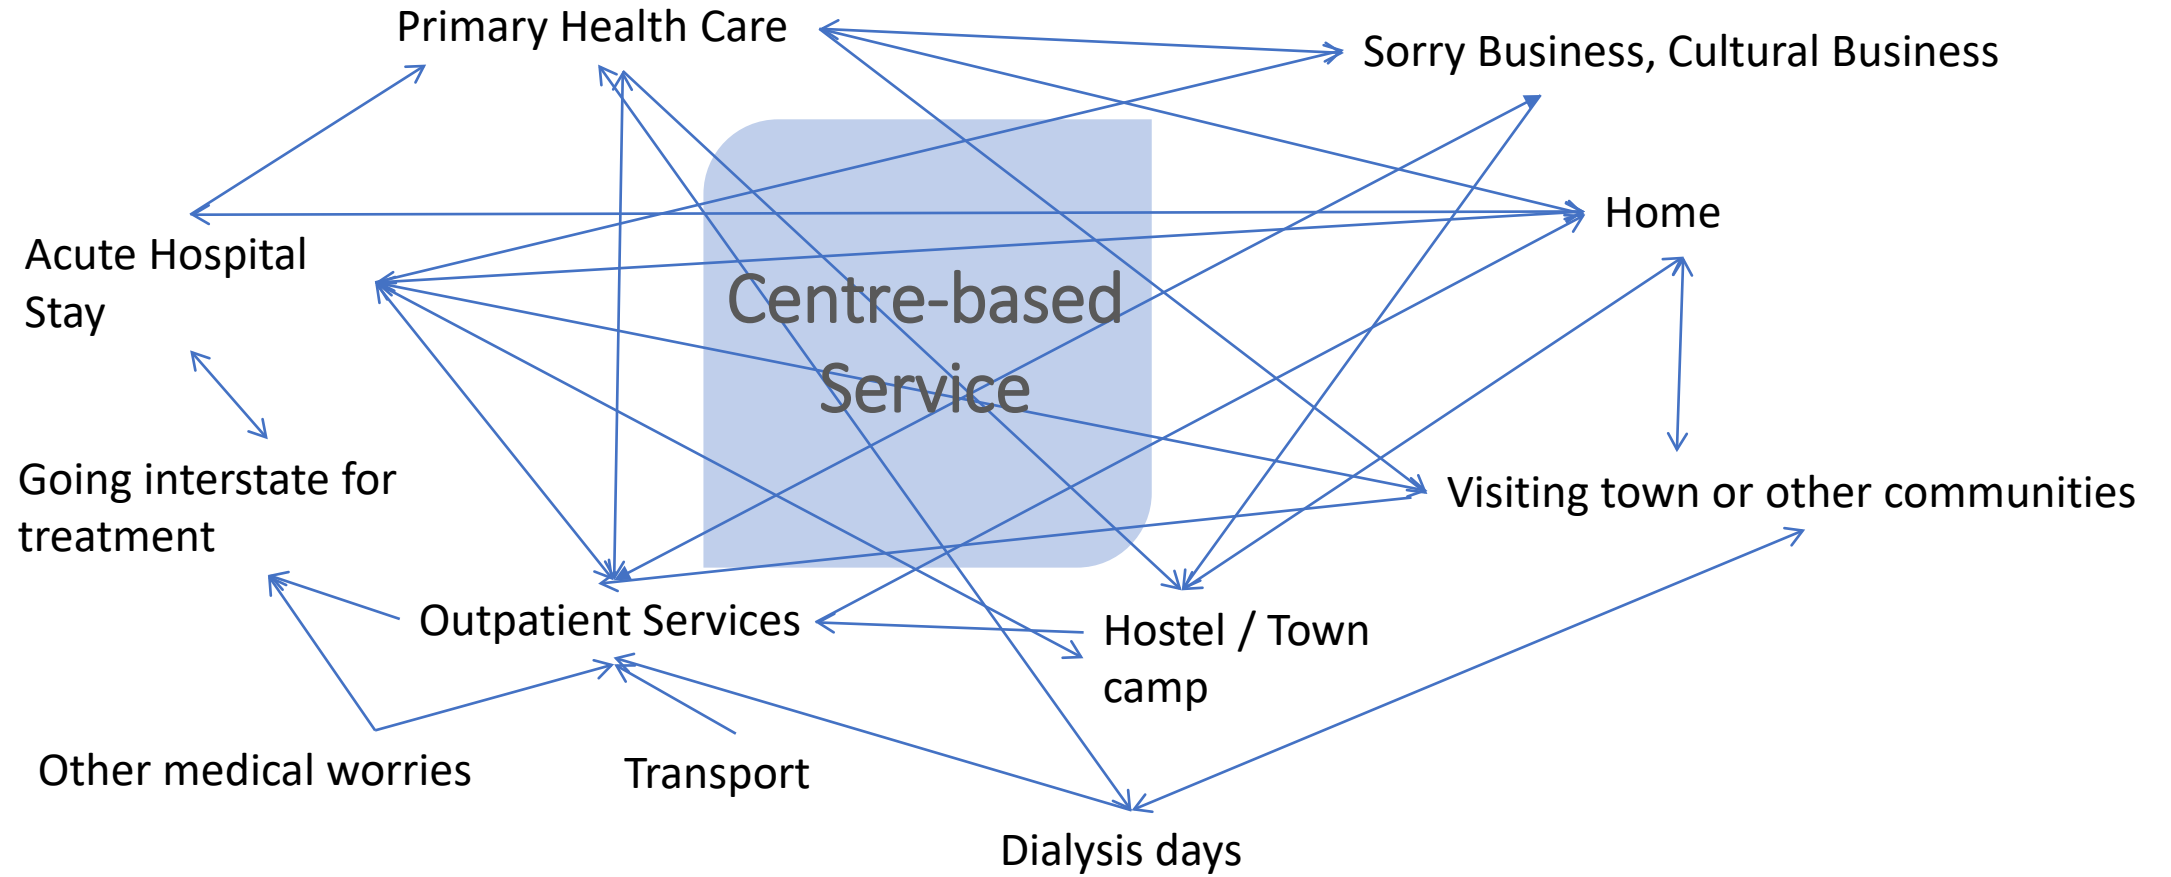 Primary Health Care
Sorry Business, Cultural Business
Home
Acute Hospital
Stay
Centre-based
Service
Going interstate for
treatment
Visiting town or other communities
Outpatient Services
Hostel / Town
camp
Other medical worries
Transport
Dialysis days